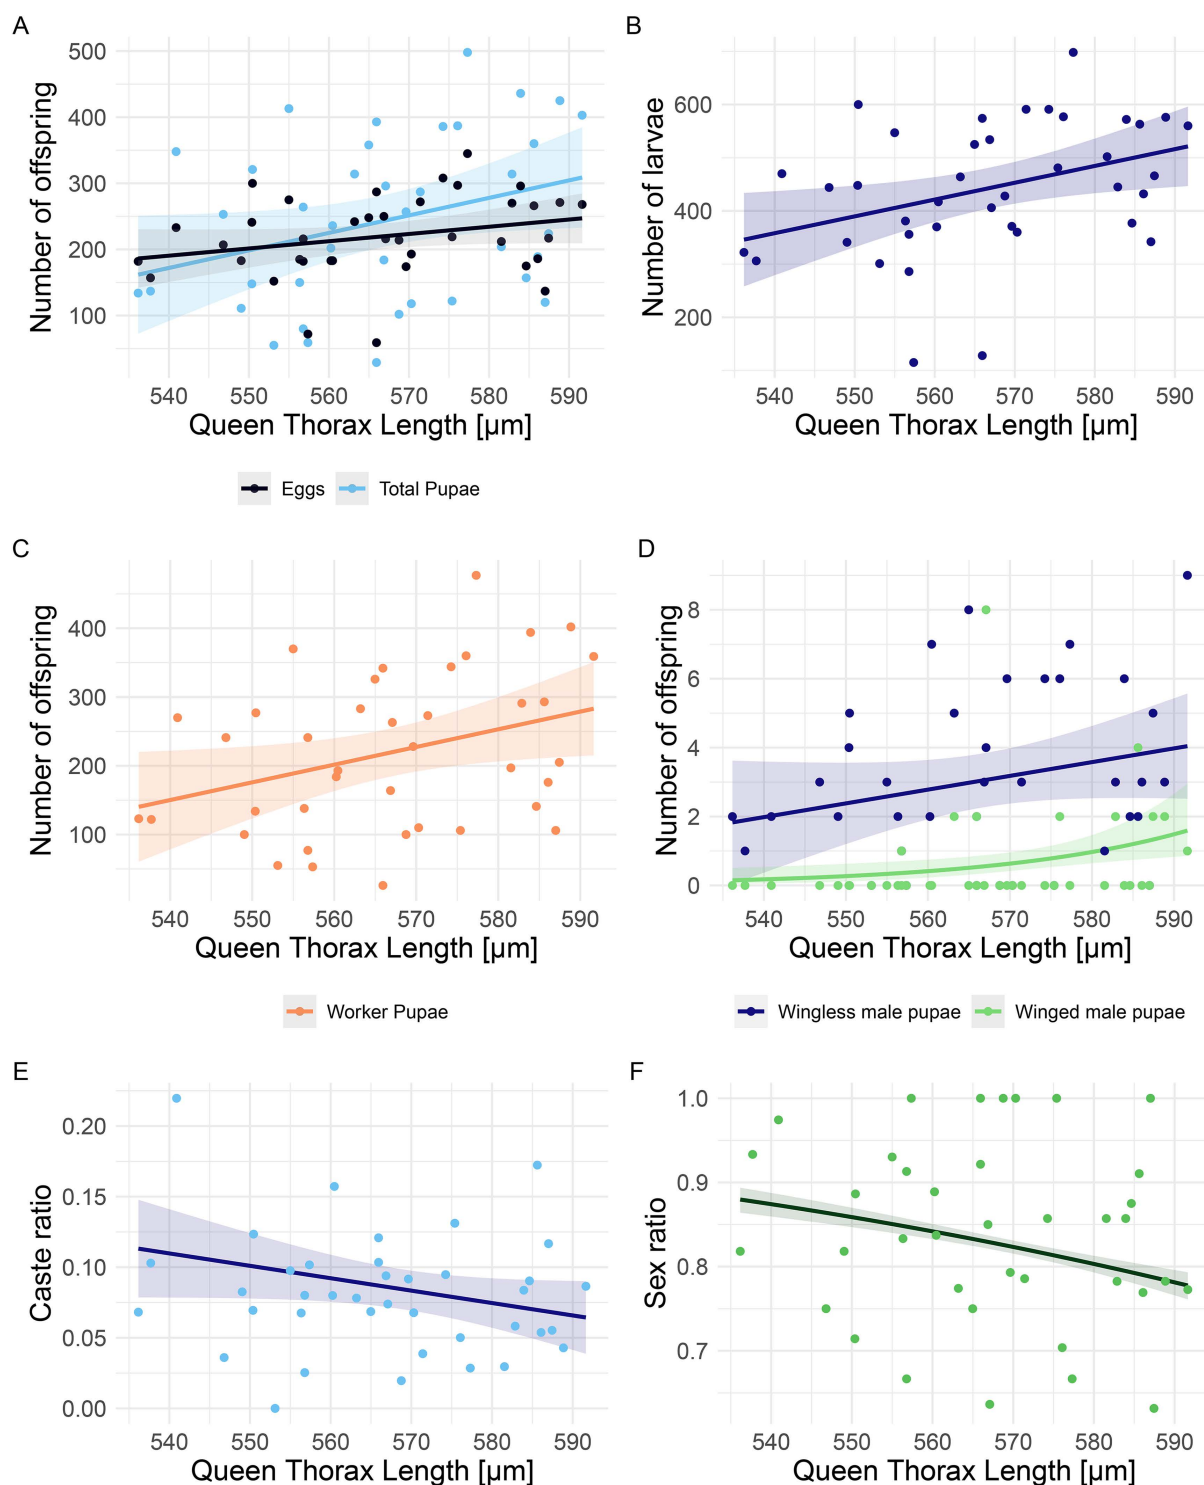 A
Number of offspring
500
400
300
200
100
540 550 560 570 580 590
Queen Thorax Length [µm]
Eggs Total Pupae
B
Number of larvae
600
400
200
540 550 560 570 580 590
Queen Thorax Length [µm]
C
Number of offspring
400
300
200
100
540 550 560 570 580 590
Queen Thorax Length [µm]
Worker Pupae
D
Number of offspring
8
6
4
2
0
540 550 560 570 580 590
Queen Thorax Length [µm]
Wingless male pupae Winged male pupae
E
Caste ratio
0.20
0.15
0.10
0.05
0.00
540 550 560 570 580 590
Queen Thorax Length [µm]
F
Sex ratio
1.0
0.9
0.8
0.7
540 550 560 570 580 590
Queen Thorax Length [µm]